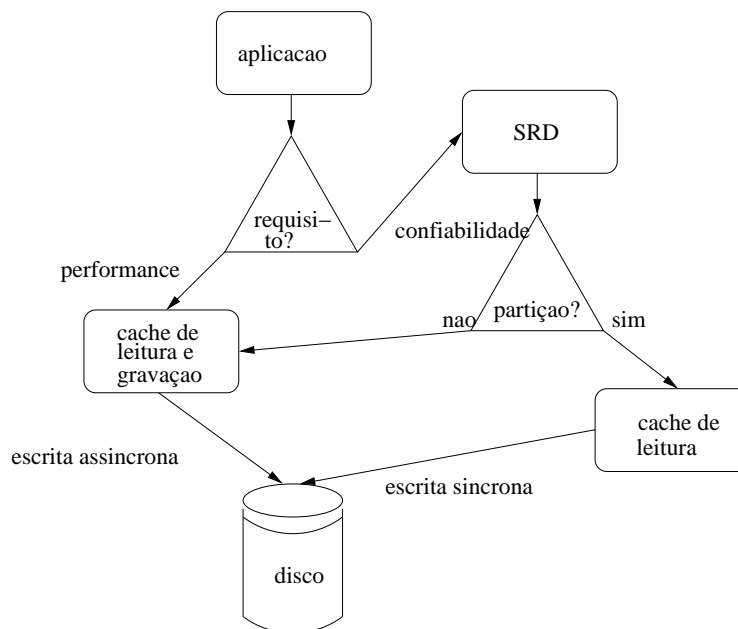 aplicacao
SRD
requisi–
to?
confiabilidade
performance
partiçao?
nao
sim
cache de
leitura e
gravaçao
cache de
leitura
escrita assincrona
escrita sincrona
disco